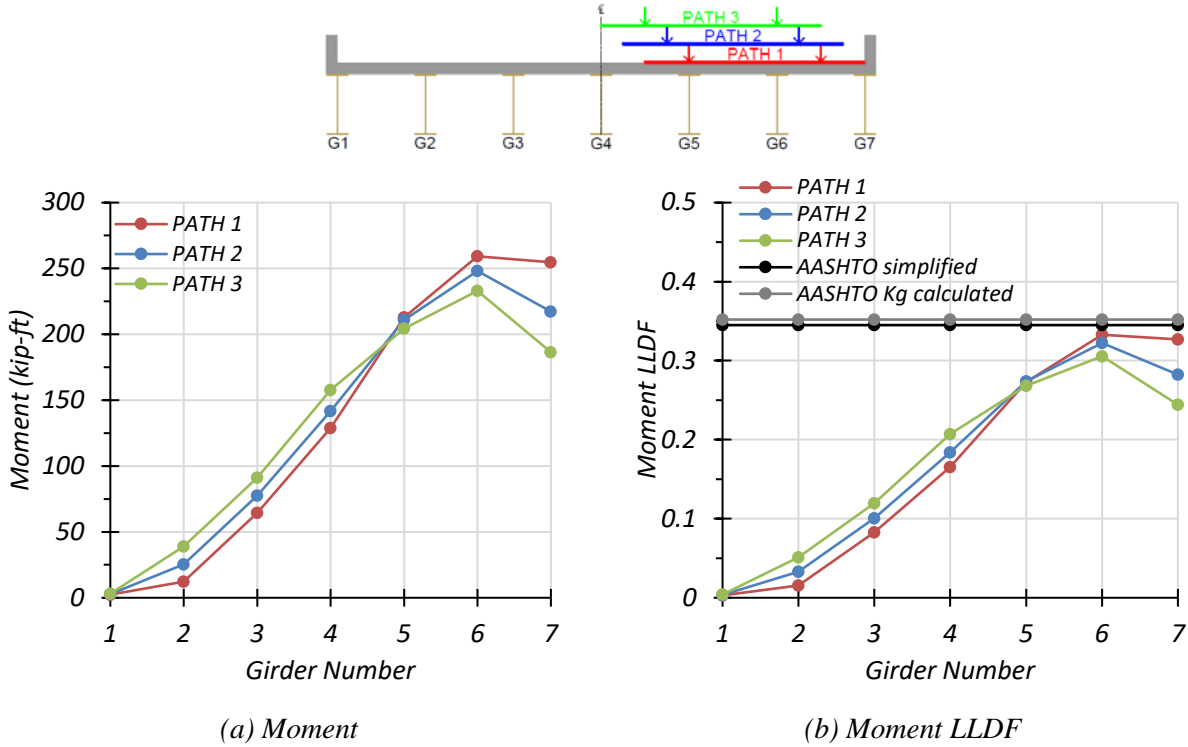 ℄
PATH 3
PATH 2
PATH 1
G1 G2 G3 G4 G5 G6 G7
300
250
200
150
100
50
0
Moment (kip-ft)
PATH 1
PATH 2
PATH 3
1 2 3 4 5 6 7
Girder Number
(a) Moment
PATH 1
PATH 2
PATH 3
AASHTO simplified
AASHTO Kg calculated
0.5
0.4
0.3
0.2
0.1
0
Moment LLDF
1 2 3 4 5 6 7
Girder Number
(b) Moment LLDF